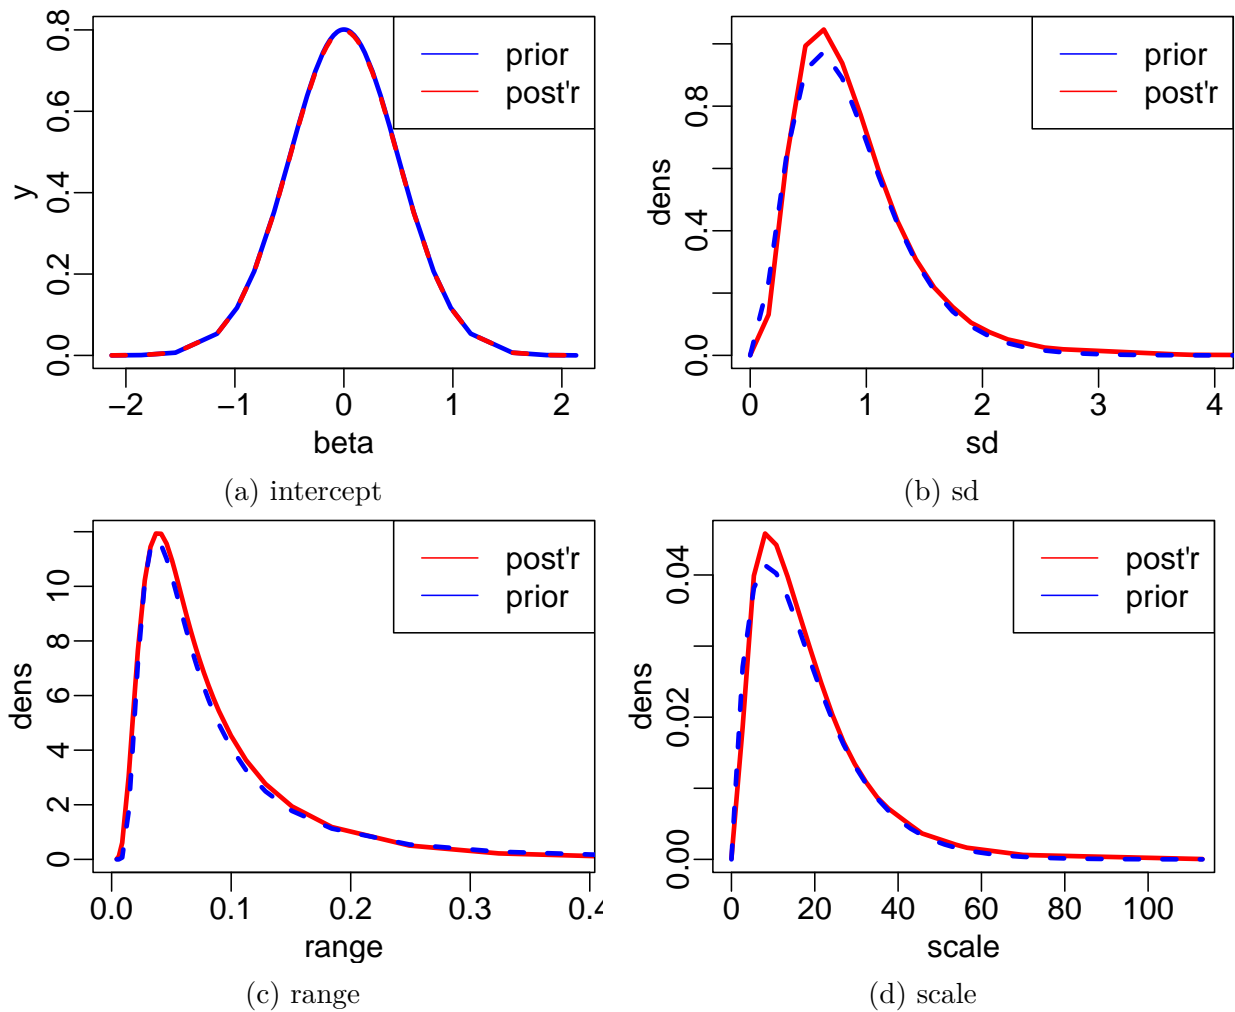 0.8
0.6
0.4
0.2
0.0
y
prior
post'r
−2 −1 0 1 2
beta
(a) intercept
0.8
0.4
0.0
dens
prior
post'r
0 1 2 3 4
sd
(b) sd
10
8
6
4
2
0
dens
post'r
prior
0.0 0.1 0.2 0.3 0.4
range
(c) range
0.04
0.02
0.00
dens
post'r
prior
0 20 40 60 80 100
scale
(d) scale